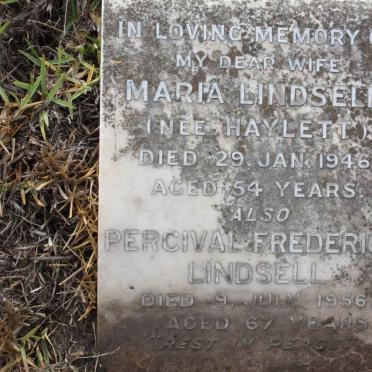 IN LOVING MEMORY O
MY DEAR WIFE
MARIA LINDSELL
(NEE HAYLETT)
DIED 29. JAN. 1946
AGED 54 YEARS.
ALSO
PERCIVAL FREDERIC
LINDSELL
DIED 9. JULY 1956
AGED 67 YEARS
REST IN PEACE